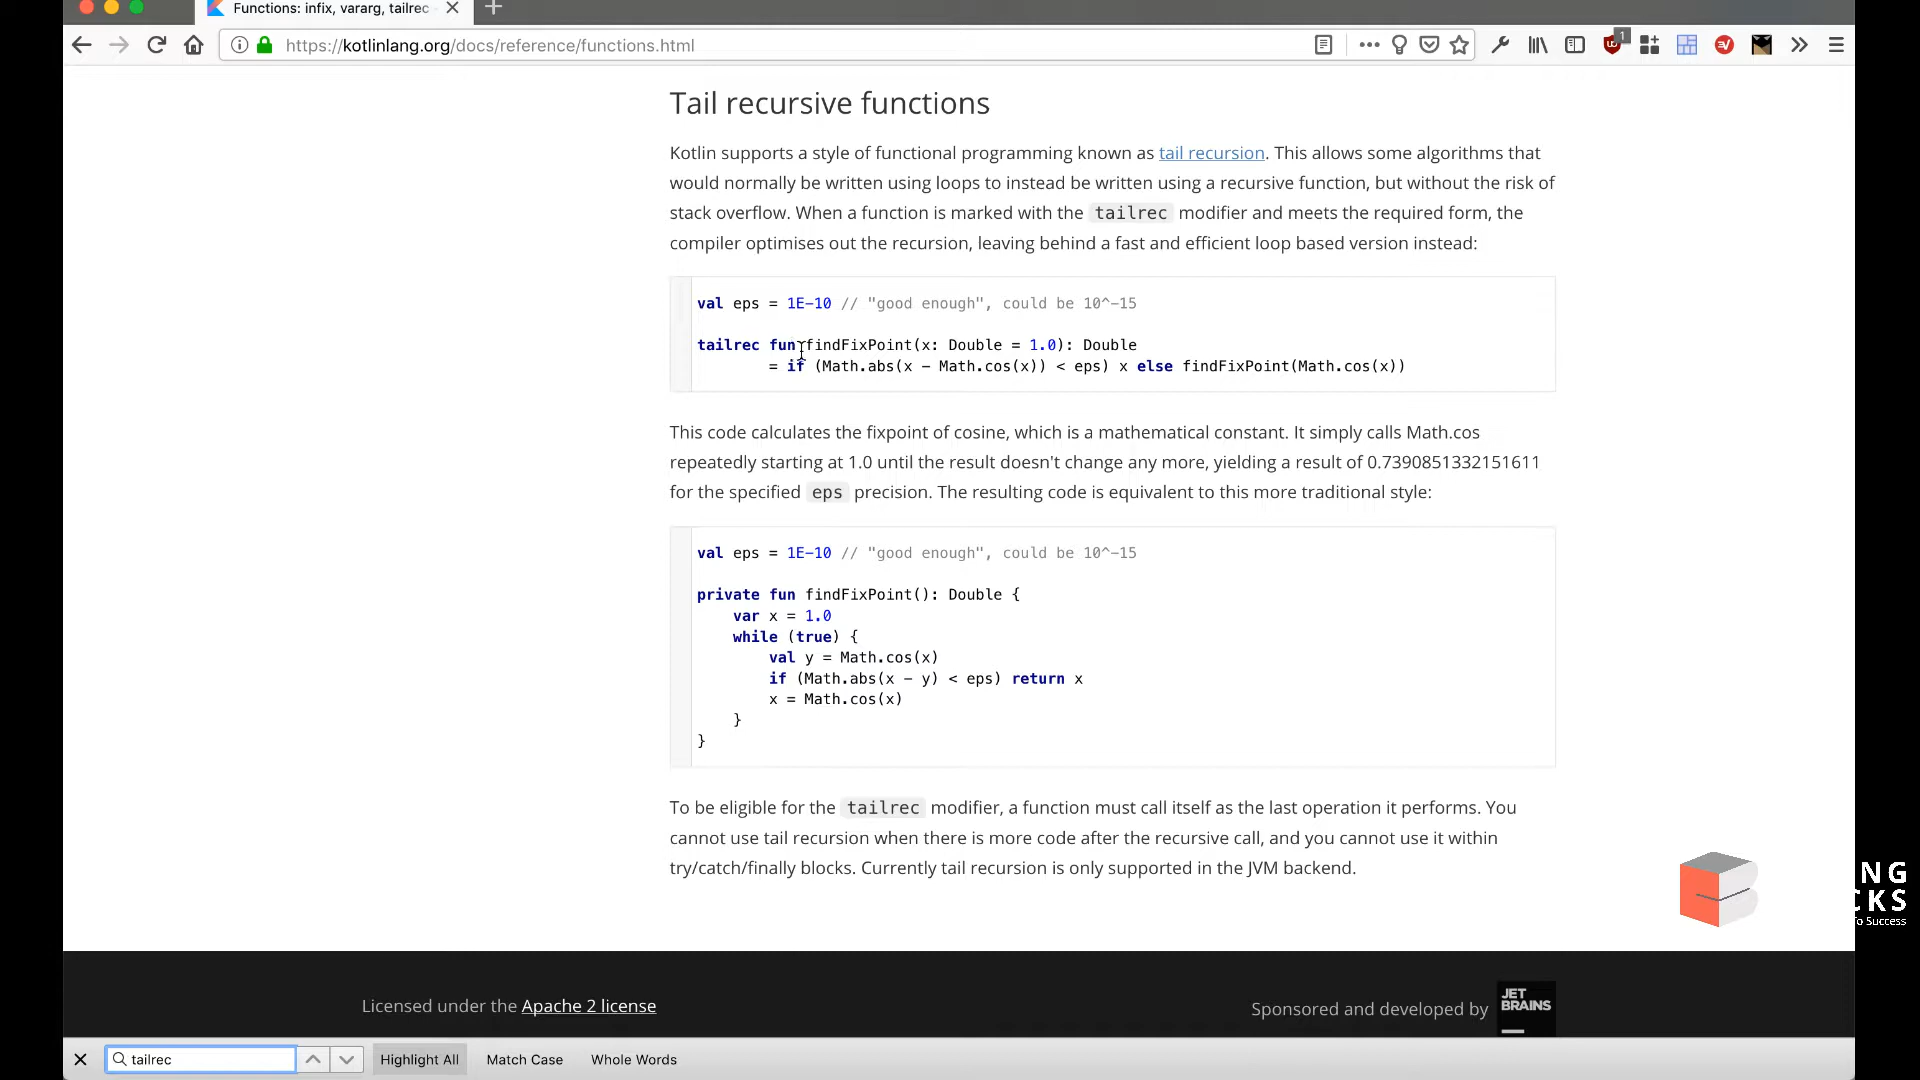 Functions: infix, vararg, tailrec -
https://kotlinlang.org/docs/reference/functions.html
1
Tail recursive functions
Kotlin supports a style of functional programming known as tail recursion. This allows some algorithms that
would normally be written using loops to instead be written using a recursive function, but without the risk of
stack overflow. When a function is marked with the tailrec modifier and meets the required form, the
compiler optimises out the recursion, leaving behind a fast and efficient loop based version instead:
val eps = 1E-10 // "good enough", could be 10^-15
tailrec fun findFixPoint(x: Double = 1.0): Double
= if (Math.abs(x - Math.cos(x)) < eps) x else findFixPoint(Math.cos(x))
This code calculates the fixpoint of cosine, which is a mathematical constant. It simply calls Math.cos
repeatedly starting at 1.0 until the result doesn't change any more, yielding a result of 0.7390851332151611
for the specified eps precision. The resulting code is equivalent to this more traditional style:
val eps = 1E-10 // "good enough", could be 10^-15
private fun findFixPoint(): Double {
var x = 1.0
while (true) {
val y = Math.cos(x)
if (Math.abs(x - y) < eps) return x
x = Math.cos(x)
}
}
To be eligible for the tailrec modifier, a function must call itself as the last operation it performs. You
cannot use tail recursion when there is more code after the recursive call, and you cannot use it within
try/catch/finally blocks. Currently tail recursion is only supported in the JVM backend.
NG
CKS
To Success
Licensed under the Apache 2 license
Sponsored and developed by
JET
BRAINS
tailrec
Highlight All
Match Case
Whole Words